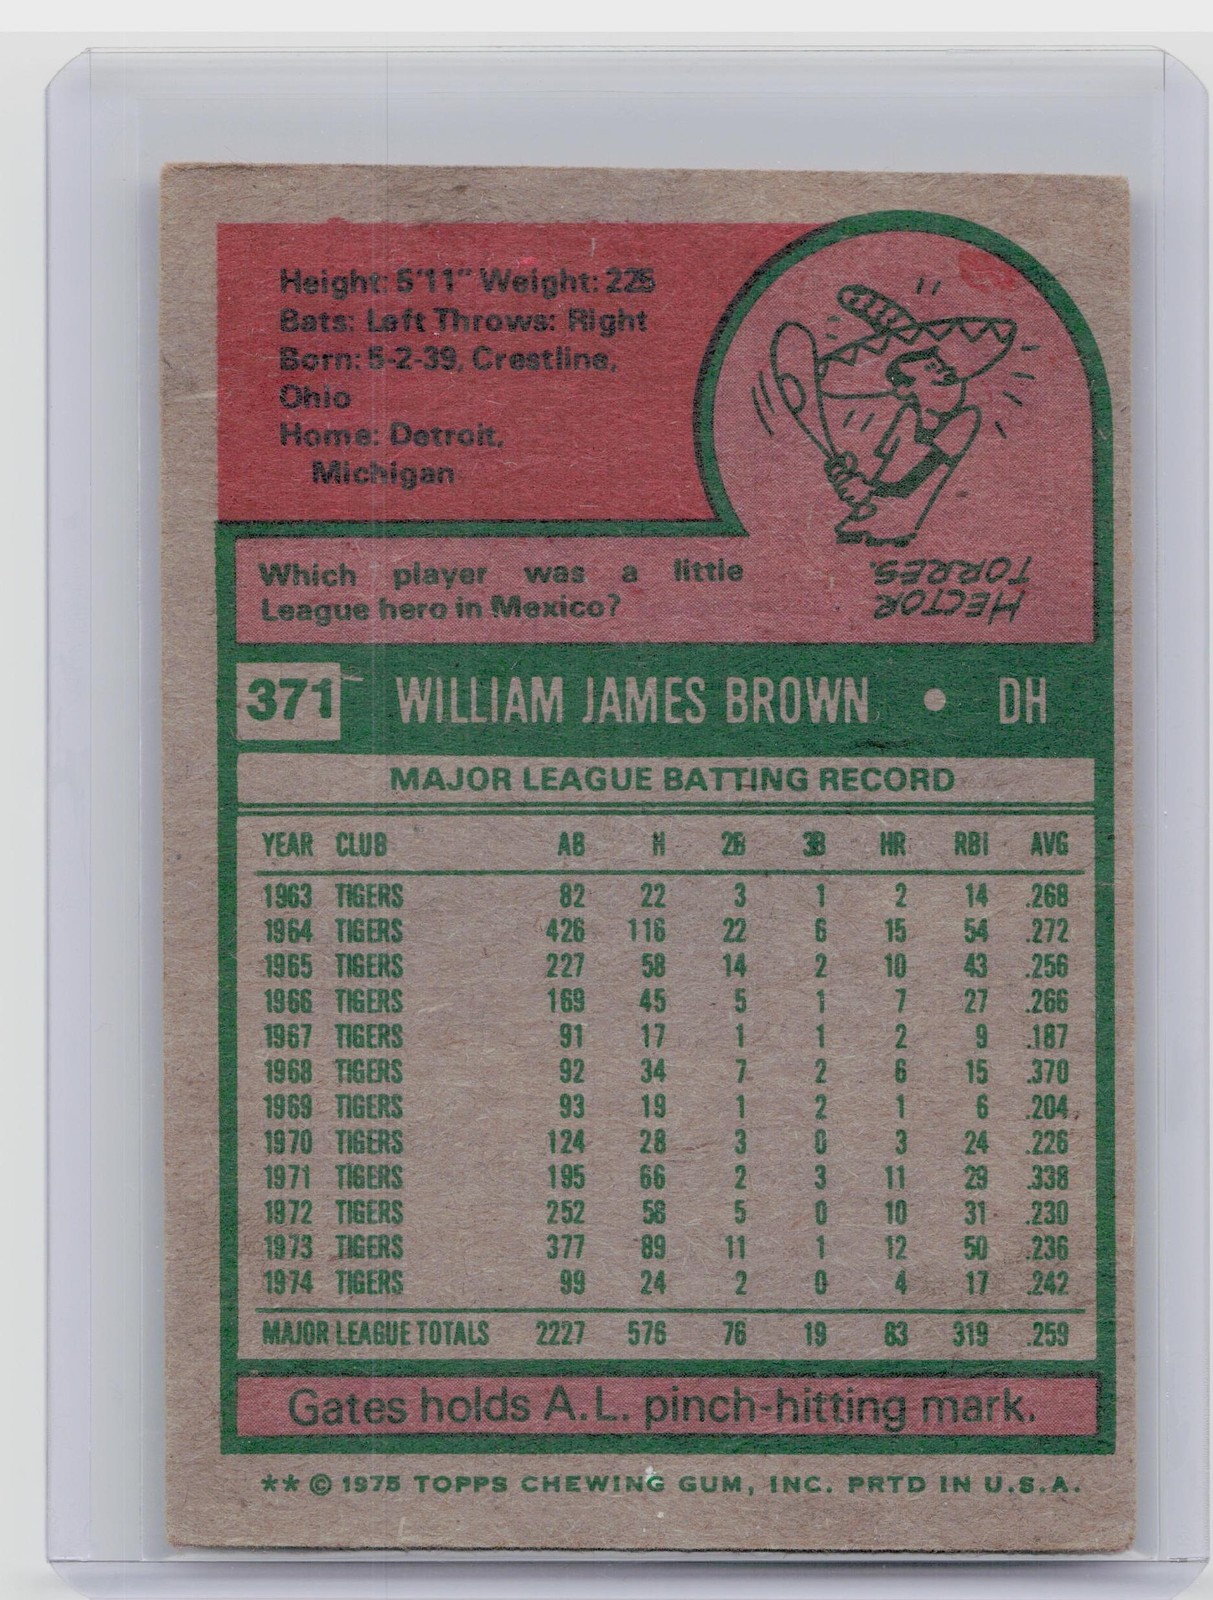 Height: 5'11" Weight: 225
Bats: Left Throws: Right
Born: 5-2-39, Crestline,
Ohio
Home: Detroit,
Michigan
Which player was a little
League hero in Mexico?
HECTOR
TORRES.
371 WILLIAM JAMES BROWN • DH
MAJOR LEAGUE BATTING RECORD
YEAR CLUB AB H 2B 3B HR RBI AVG
1963 TIGERS 82 22 3 1 2 14 .268
1964 TIGERS 426 116 22 6 15 54 .272
1965 TIGERS 227 58 14 2 10 43 .256
1966 TIGERS 169 45 5 1 7 27 .266
1967 TIGERS 91 17 1 1 2 9 .187
1968 TIGERS 92 34 7 2 6 15 .370
1969 TIGERS 93 19 1 2 1 6 .204
1970 TIGERS 124 28 3 0 3 24 .226
1971 TIGERS 195 66 2 3 11 29 .338
1972 TIGERS 252 58 5 0 10 31 .230
1973 TIGERS 377 89 11 1 12 50 .236
1974 TIGERS 99 24 2 0 4 17 .242
MAJOR LEAGUE TOTALS 2227 576 76 19 83 319 .259
Gates holds A.L. pinch-hitting mark.
** © 1975 TOPPS CHEWING GUM, INC. PRTD IN U.S.A.